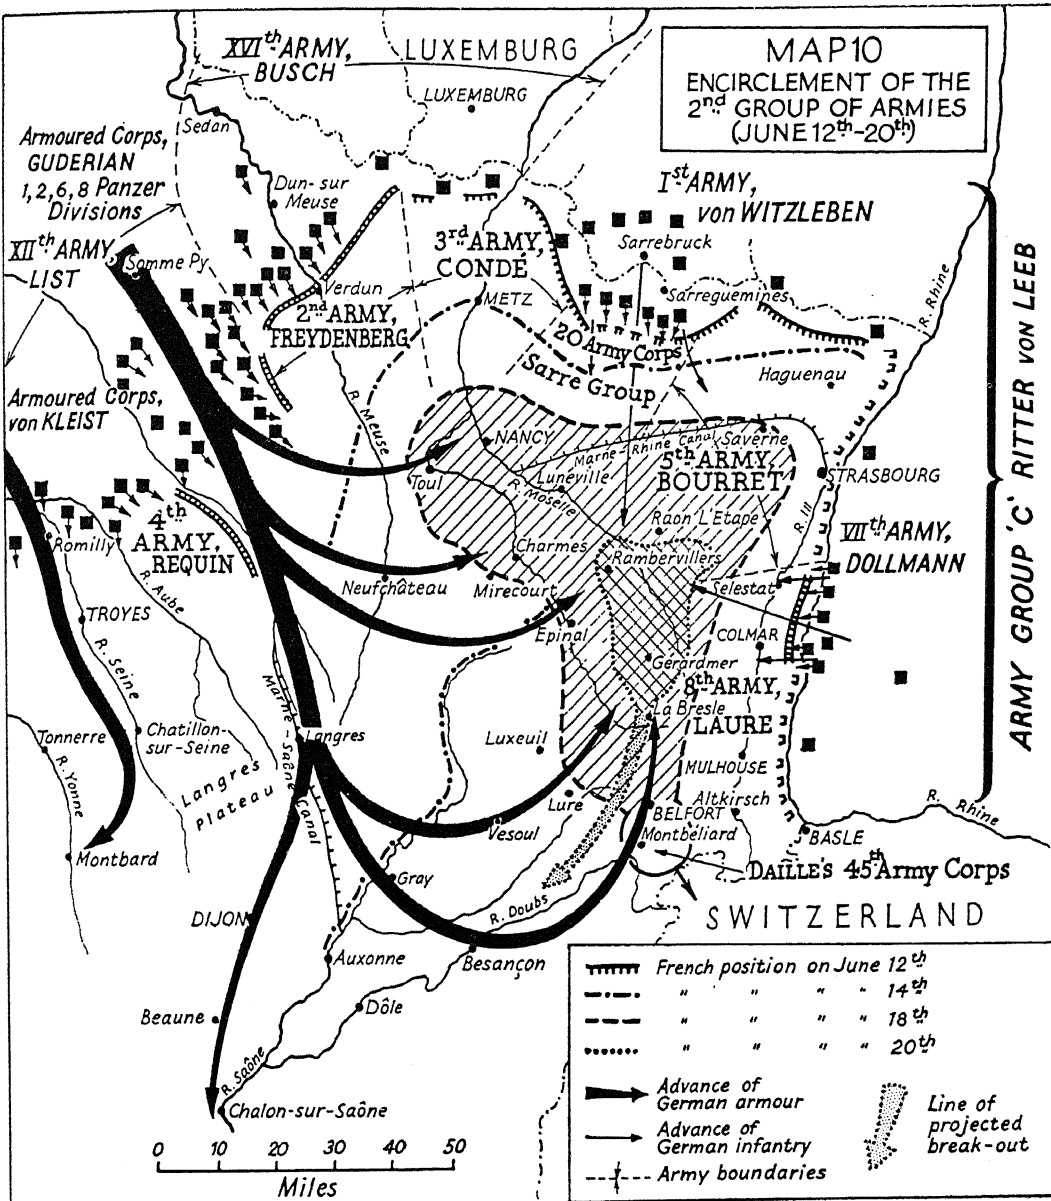 MAP 10
ENCIRCLEMENT OF THE
2nd GROUP OF ARMIES
(JUNE 12th-20th)
XVIth ARMY,
BUSCH
LUXEMBURG
LUXEMBURG
Sedan
Armoured Corps,
GUDERIAN
1, 2, 6, 8 Panzer
Divisions
Dun-sur
Meuse
Ist ARMY,
von WITZLEBEN
XIIth ARMY
LIST
Somme Py
Verdun
3rd ARMY,
CONDE
Sarrebruck
Sarreguemines
METZ
2nd ARMY,
FREYDENBERG
20 Army Corps
Sarre Group
Haguenau
R. Rhine
ARMY GROUP 'C' RITTER von LEEB
Armoured Corps,
von KLEIST
R. Meuse
NANCY
Marne-Rhine Canal
Saverne
Toul
Luneville
R. Moselle
5th ARMY,
BOURRET
STRASBOURG
R. Ill
4th
ARMY,
REQUIN
Romilly
R. Aube
Raon L'Etape
VIIth ARMY,
DOLLMANN
Charmes
Rambervillers
Neufchâteau
Mirecourt
Selestat
TROYES
R. Seine
Epinal
COLMAR
Gerardmer
8th ARMY,
LAURE
La Bresle
Marne-Saône Canal
Langres
Chatillon-
sur-Seine
Tonnerre
R. Yonne
Langres
Plateau
Luxeuil
MULHOUSE
Altkirsch
Lure
BELFORT
Montbéliard
BASLE
R. Rhine
Vesoul
Montbard
Gray
DAILLE'S 45th Army Corps
SWITZERLAND
R. Doubs
DIJON
Auxonne
Besançon
Beaune
Dôle
R. Saône
Chalon-sur-Saône
0 10 20 30 40 50
Miles
French position on June 12th
" " " " 14th
" " " " 18th
" " " " 20th
Advance of
German armour
Advance of
German infantry
Army boundaries
Line of
projected
break-out